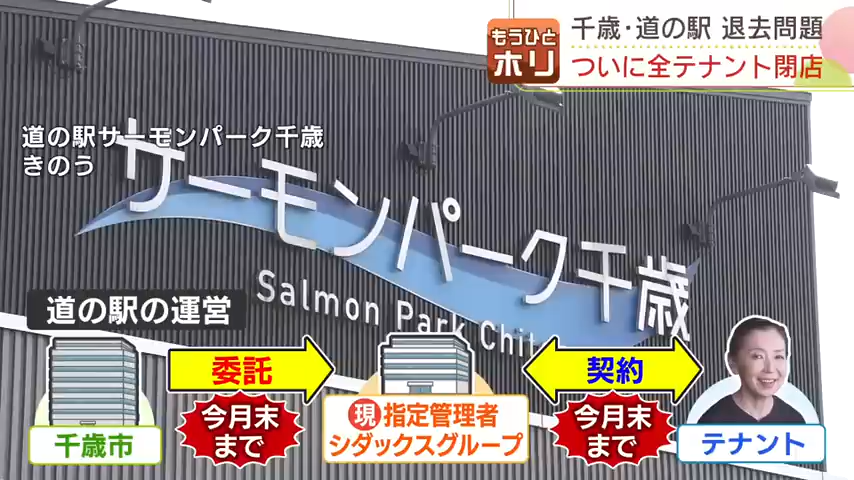 もうひと
ホリ
千歳・道の駅 退去問題
ついに全テナント閉店
道の駅サーモンパーク千歳
きのう
サーモンパーク千歳
Salmon Park Chit
道の駅の運営
委託
契約
今月末
まで
今月末
まで
千歳市
現 指定管理者
シダックスグループ
テナント